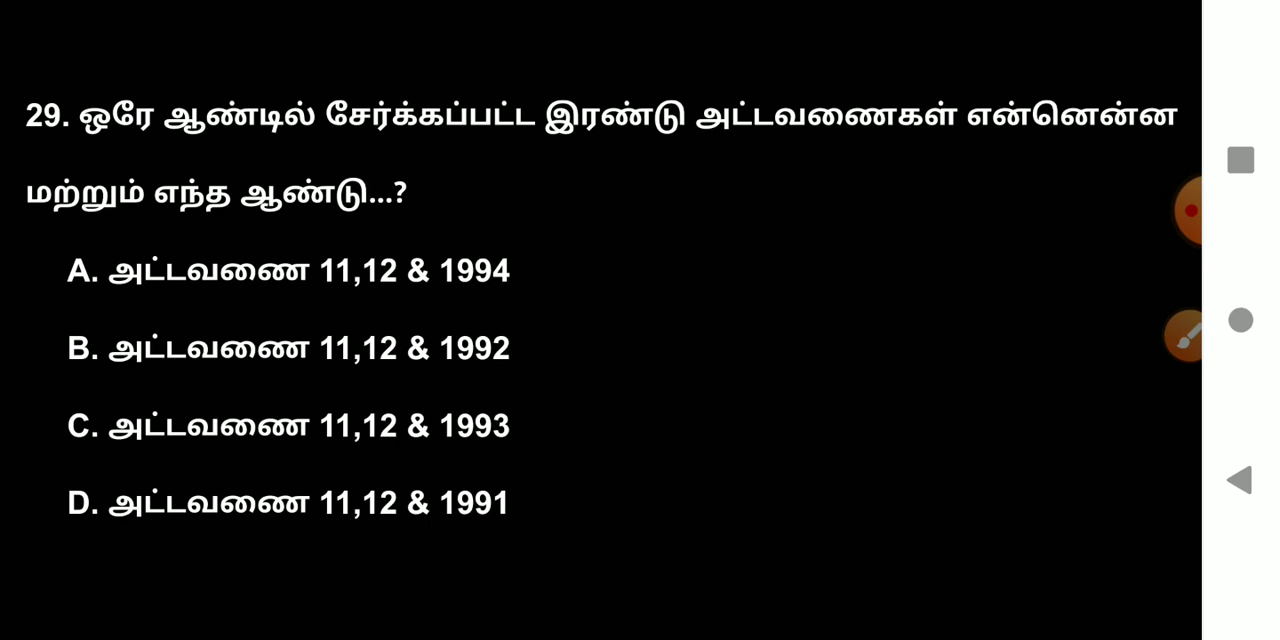 29. ஒரே ஆண்டில் சேர்க்கப்பட்ட இரண்டு அட்டவணைகள் என்னென்ன
மற்றும் எந்த ஆண்டு...?
A. அட்டவணை 11,12 & 1994
B. அட்டவணை 11,12 & 1992
C. அட்டவணை 11,12 & 1993
D. அட்டவணை 11,12 & 1991